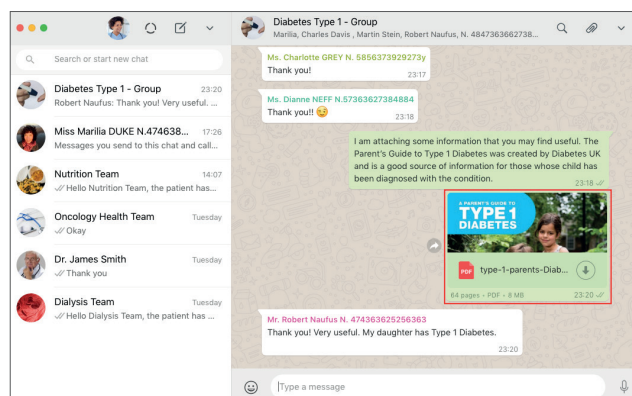 Search or start new chat
Diabetes Type 1 - Group
23:20
Robert Naufus: Thank you! Very useful. ...
Miss Marilia DUKE N.474638...
17:26
Messages you send to this chat and call...
Nutrition Team
14:07
Hello Nutrition Team, the patient has...
Oncology Health Team
Tuesday
Okay
Dr. James Smith
Tuesday
Thank you
Dialysis Team
Tuesday
Hello Dialysis Team, the patient has ...
Diabetes Type 1 - Group
Marilia, Charles Davis , Martin Stein, Robert Naufus, N. 4847363662738...
Ms. Charlotte GREY N. 5856373929273y
Thank you!
23:17
Ms. Dianne NEFF N.57363627384884
Thank you!! 😉
23:18
I am attaching some information that you may find useful. The
Parent's Guide to Type 1 Diabetes was created by Diabetes UK
and is a good source of information for those whose child has
been diagnosed with the condition.
23:18
A PARENT'S GUIDE TO
TYPE 1
DIABETES
PDF
type-1-parents-Diab...
64 pages • PDF • 8 MB
23:20
Mr. Robert Naufus N. 474363625256363
Thank you! Very useful. My daughter has Type 1 Diabetes.
23:20
Type a message